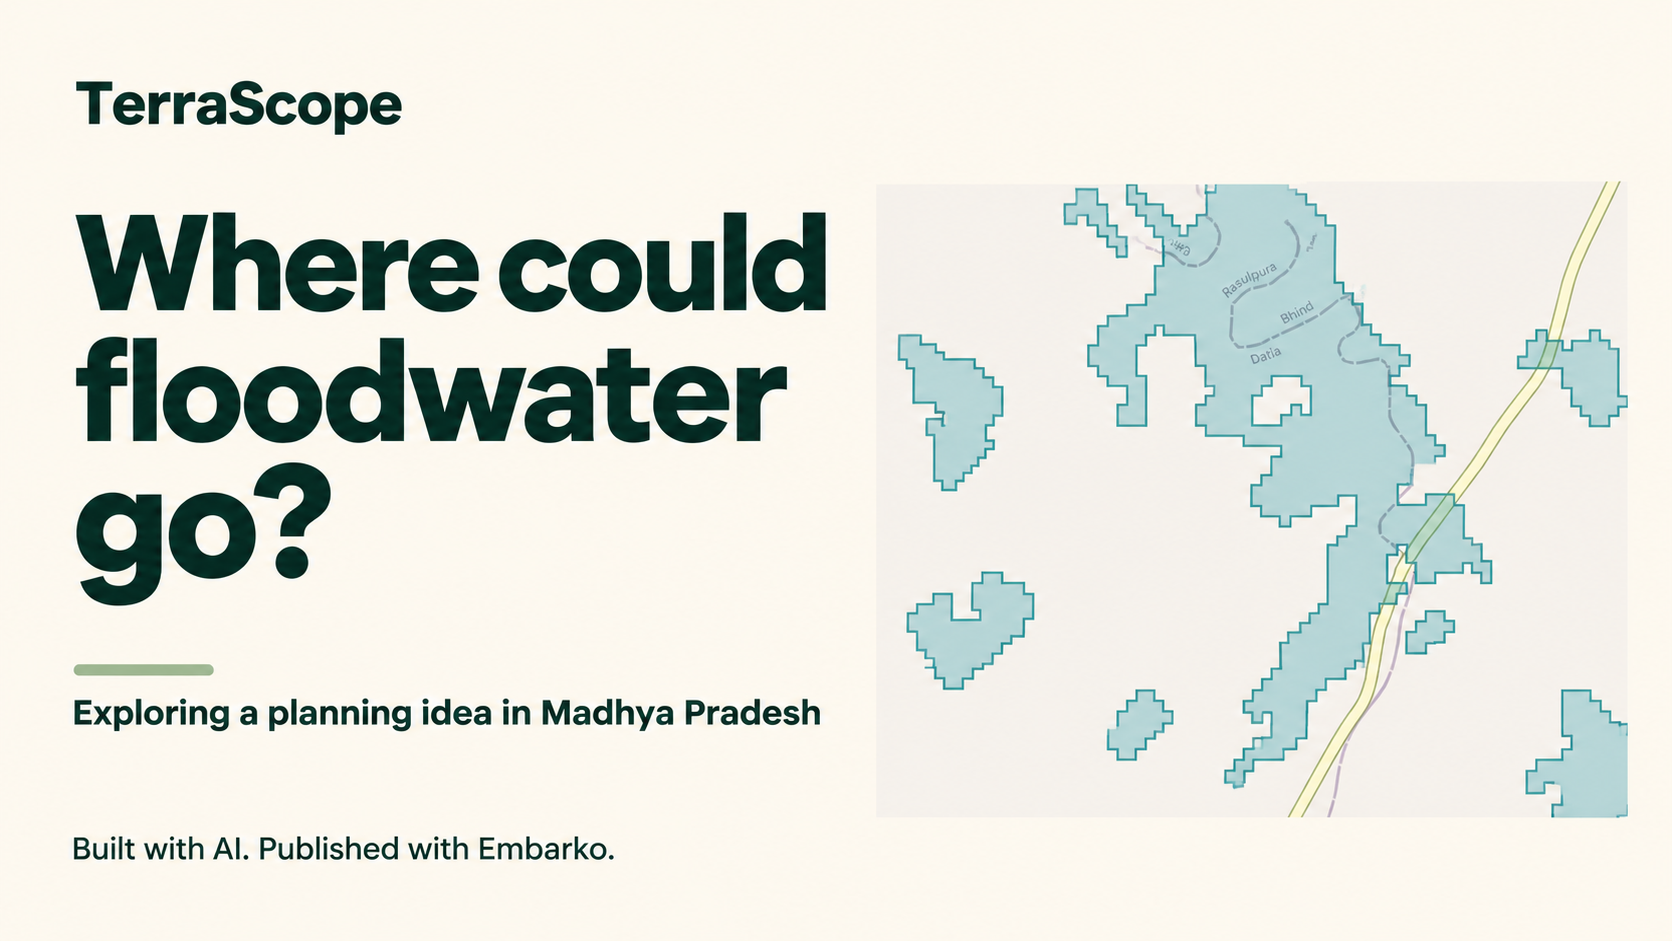 TerraScope
Where could
floodwater
go?
Exploring a planning idea in Madhya Pradesh
Built with AI. Published with Embarko.
Rasulpura
Bhind
Datia